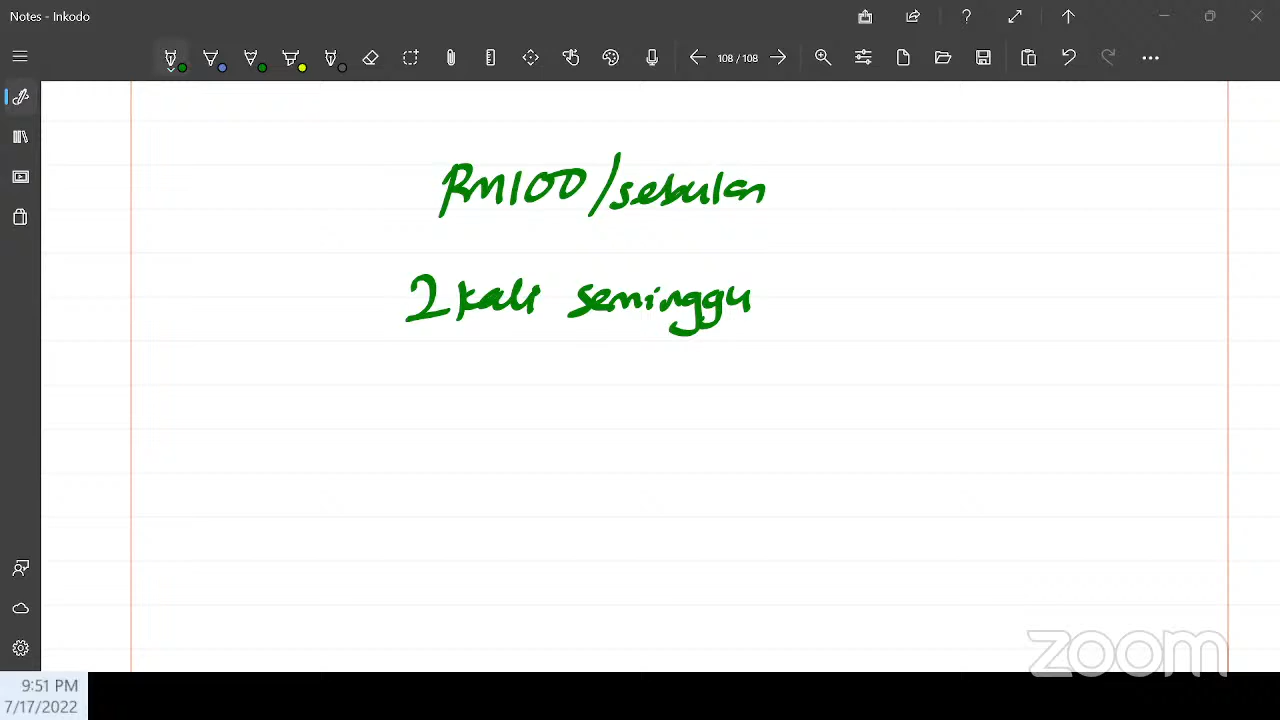 Notes - Inkodo
108 / 108
RM100/sebulan
2 kali seminggu
zoom
9:51 PM
7/17/2022